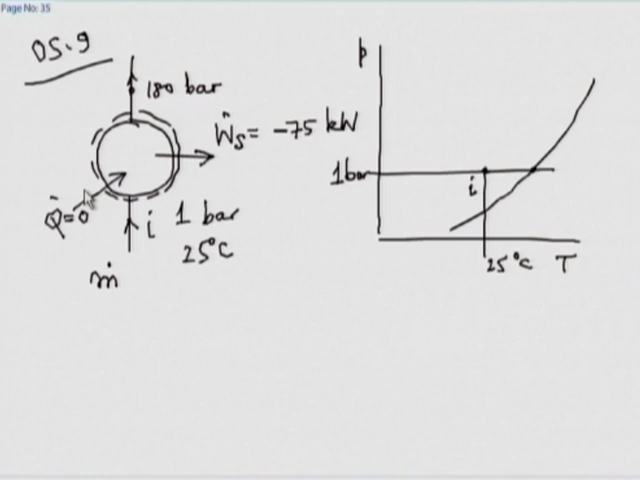 Page No: 35
OS.9
180 bar
Ẇs = -75 kW
Q̇=0
i 1 bar
25°C
ṁ
p
1bar
i
25°C T